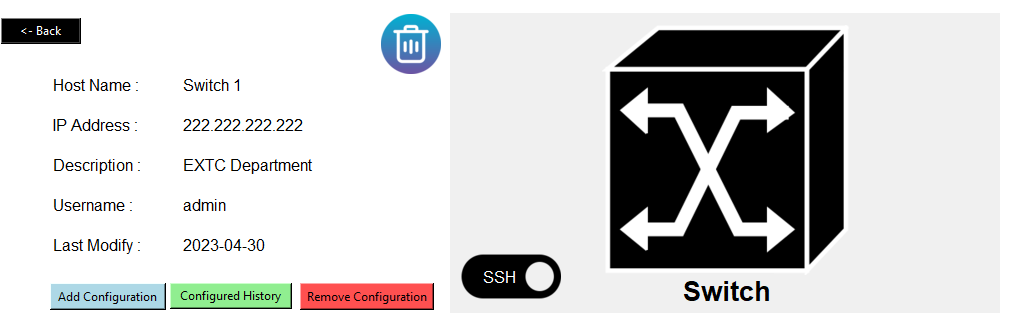 <- Back
Host Name : Switch 1
IP Address : 222.222.222.222
Description : EXTC Department
Username : admin
Last Modify : 2023-04-30
Add Configuration Configured History Remove Configuration
SSH
Switch